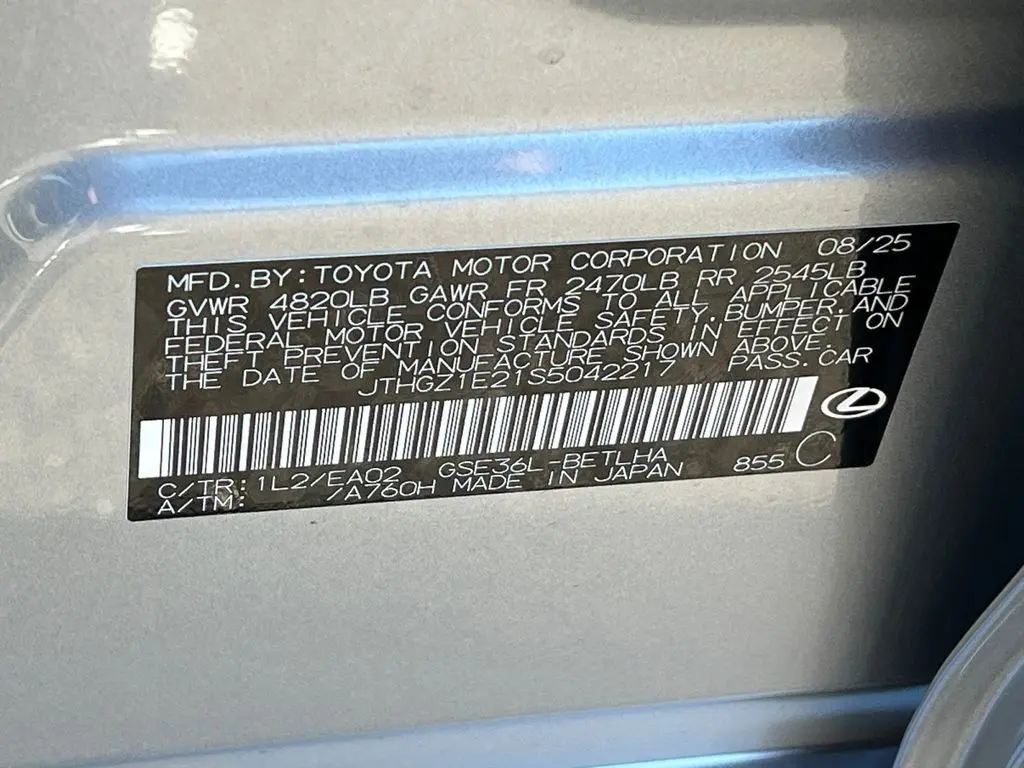 MFD. BY: TOYOTA MOTOR CORPORATION 08/25
GVWR 4820LB GAWR FR 2470LB RR 2545LB
THIS VEHICLE CONFORMS TO ALL APPLICABLE
FEDERAL MOTOR VEHICLE SAFETY, BUMPER, AND
THEFT PREVENTION STANDARDS IN EFFECT ON
THE DATE OF MANUFACTURE SHOWN ABOVE.
JTHGZ1E21S5042217 PASS. CAR
C/TR: 1L2/EA02 GSE36L-BETLHA 855 C
A/TM: /A760H MADE IN JAPAN